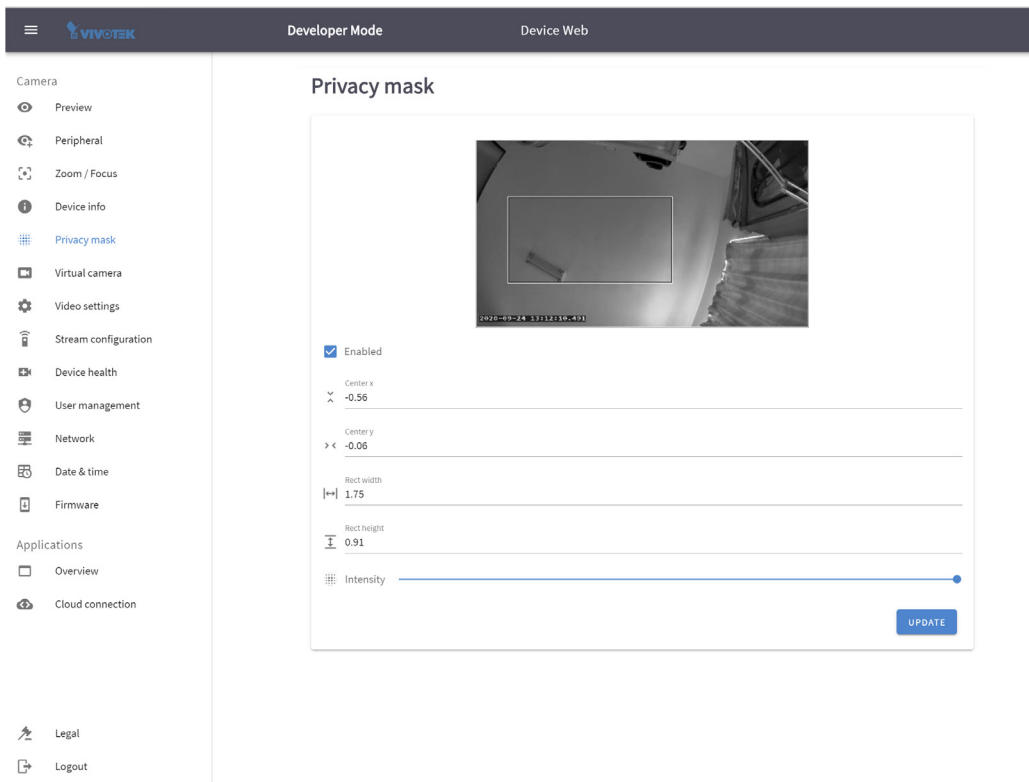 VIVOTEK
Developer Mode
Device Web
Camera
Preview
Peripheral
Zoom / Focus
Device info
Privacy mask
Virtual camera
Video settings
Stream configuration
Device health
User management
Network
Date & time
Firmware
Applications
Overview
Cloud connection
Legal
Logout
Privacy mask
2020-09-24 13:12:10.491
Enabled
Center x
-0.56
Center y
-0.06
Rect width
1.75
Rect height
0.91
Intensity
UPDATE